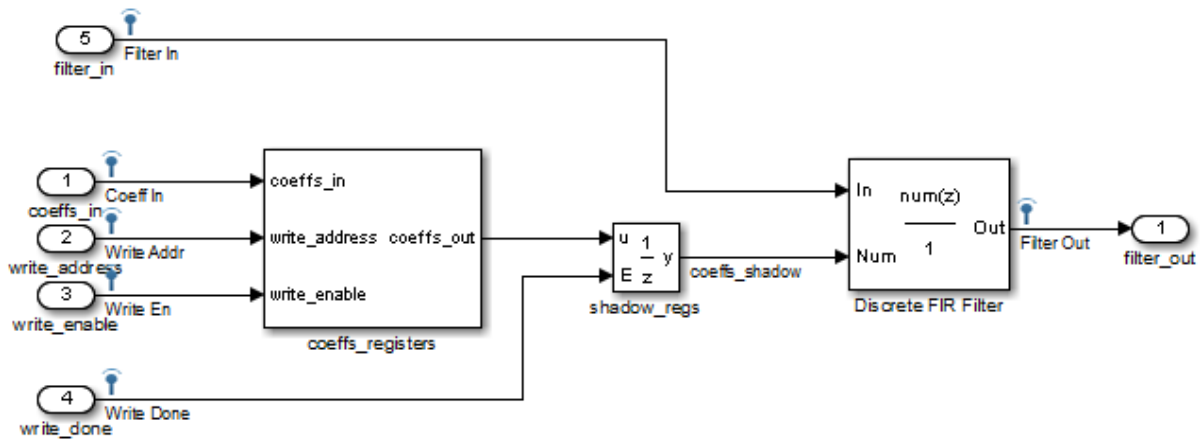 5
Filter In
filter_in
1
Coeff In
coeffs_in
2
Write Addr
write_address
3
Write En
write_enable
4
Write Done
write_done
coeffs_in
write_address
coeffs_out
write_enable
coeffs_registers
u
E
1
z
y
shadow_regs
coeffs_shadow
In
Num
num(z)
1
Out
Discrete FIR Filter
Filter Out
1
filter_out